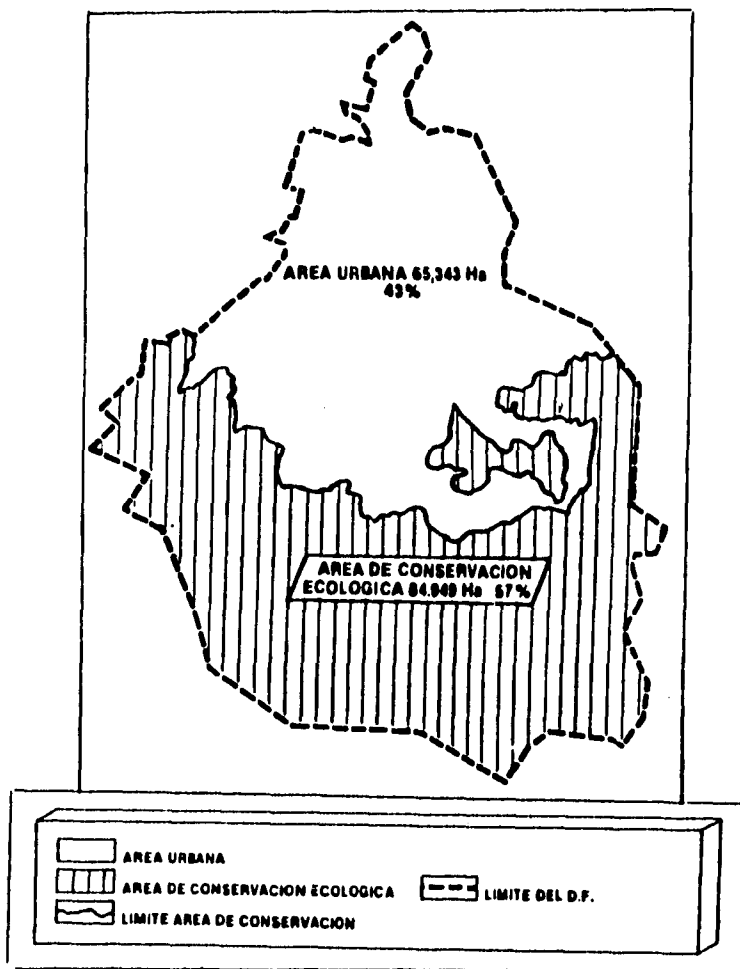 AREA URBANA 65,343 Ha
43%
AREA DE CONSERVACION
ECOLOGICA 84.949 Ha 57%
AREA URBANA
AREA DE CONSERVACION ECOLOGICA
LIMITE AREA DE CONSERVACION
LIMITE DEL D.F.